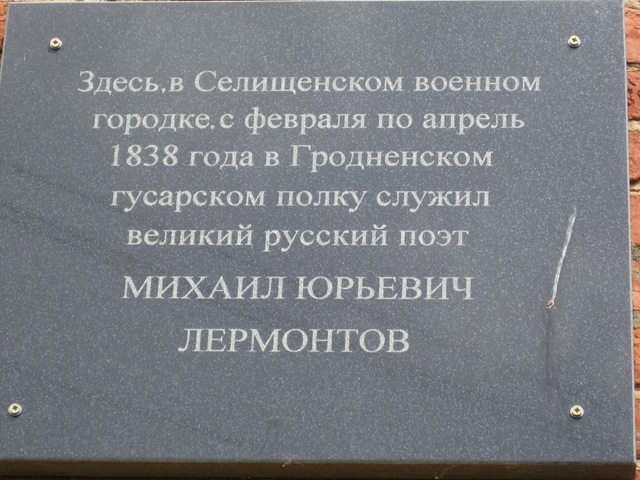 Здесь,в Селищенском военном
городке,с февраля по апрель
1838 года в Гродненском
гусарском полку служил
великий русский поэт
МИХАИЛ ЮРЬЕВИЧ
ЛЕРМОНТОВ